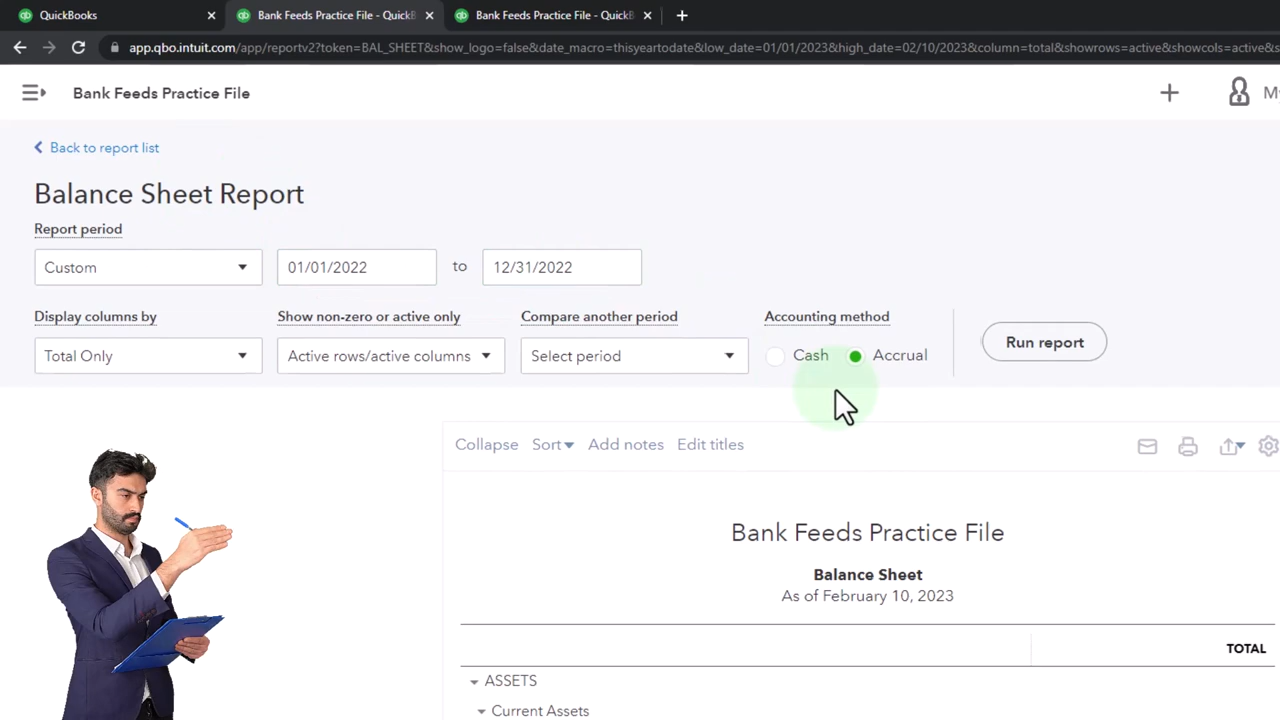 QuickBooks
Bank Feeds Practice File - QuickB
Bank Feeds Practice File - QuickB
app.qbo.intuit.com/app/reportv2?token=BAL_SHEET&show_logo=false&date_macro=thisyeartodate&low_date=01/01/2023&high_date=02/10/2023&column=total&showrows=active&showcols=active&s
Bank Feeds Practice File
My
Back to report list
Balance Sheet Report
Report period
Custom
01/01/2022
to
12/31/2022
Display columns by
Show non-zero or active only
Compare another period
Accounting method
Total Only
Active rows/active columns
Select period
Cash
Accrual
Run report
Collapse
Sort
Add notes
Edit titles
Bank Feeds Practice File
Balance Sheet
As of February 10, 2023
TOTAL
ASSETS
Current Assets